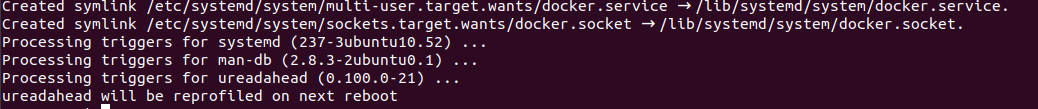 Created symlink /etc/systemd/system/multi-user.target.wants/docker.service → /lib/systemd/system/docker.service.
Created symlink /etc/systemd/system/sockets.target.wants/docker.socket → /lib/systemd/system/docker.socket.
Processing triggers for systemd (237-3ubuntu10.52) ...
Processing triggers for man-db (2.8.3-2ubuntu0.1) ...
Processing triggers for ureadahead (0.100.0-21) ...
ureadahead will be reprofiled on next reboot